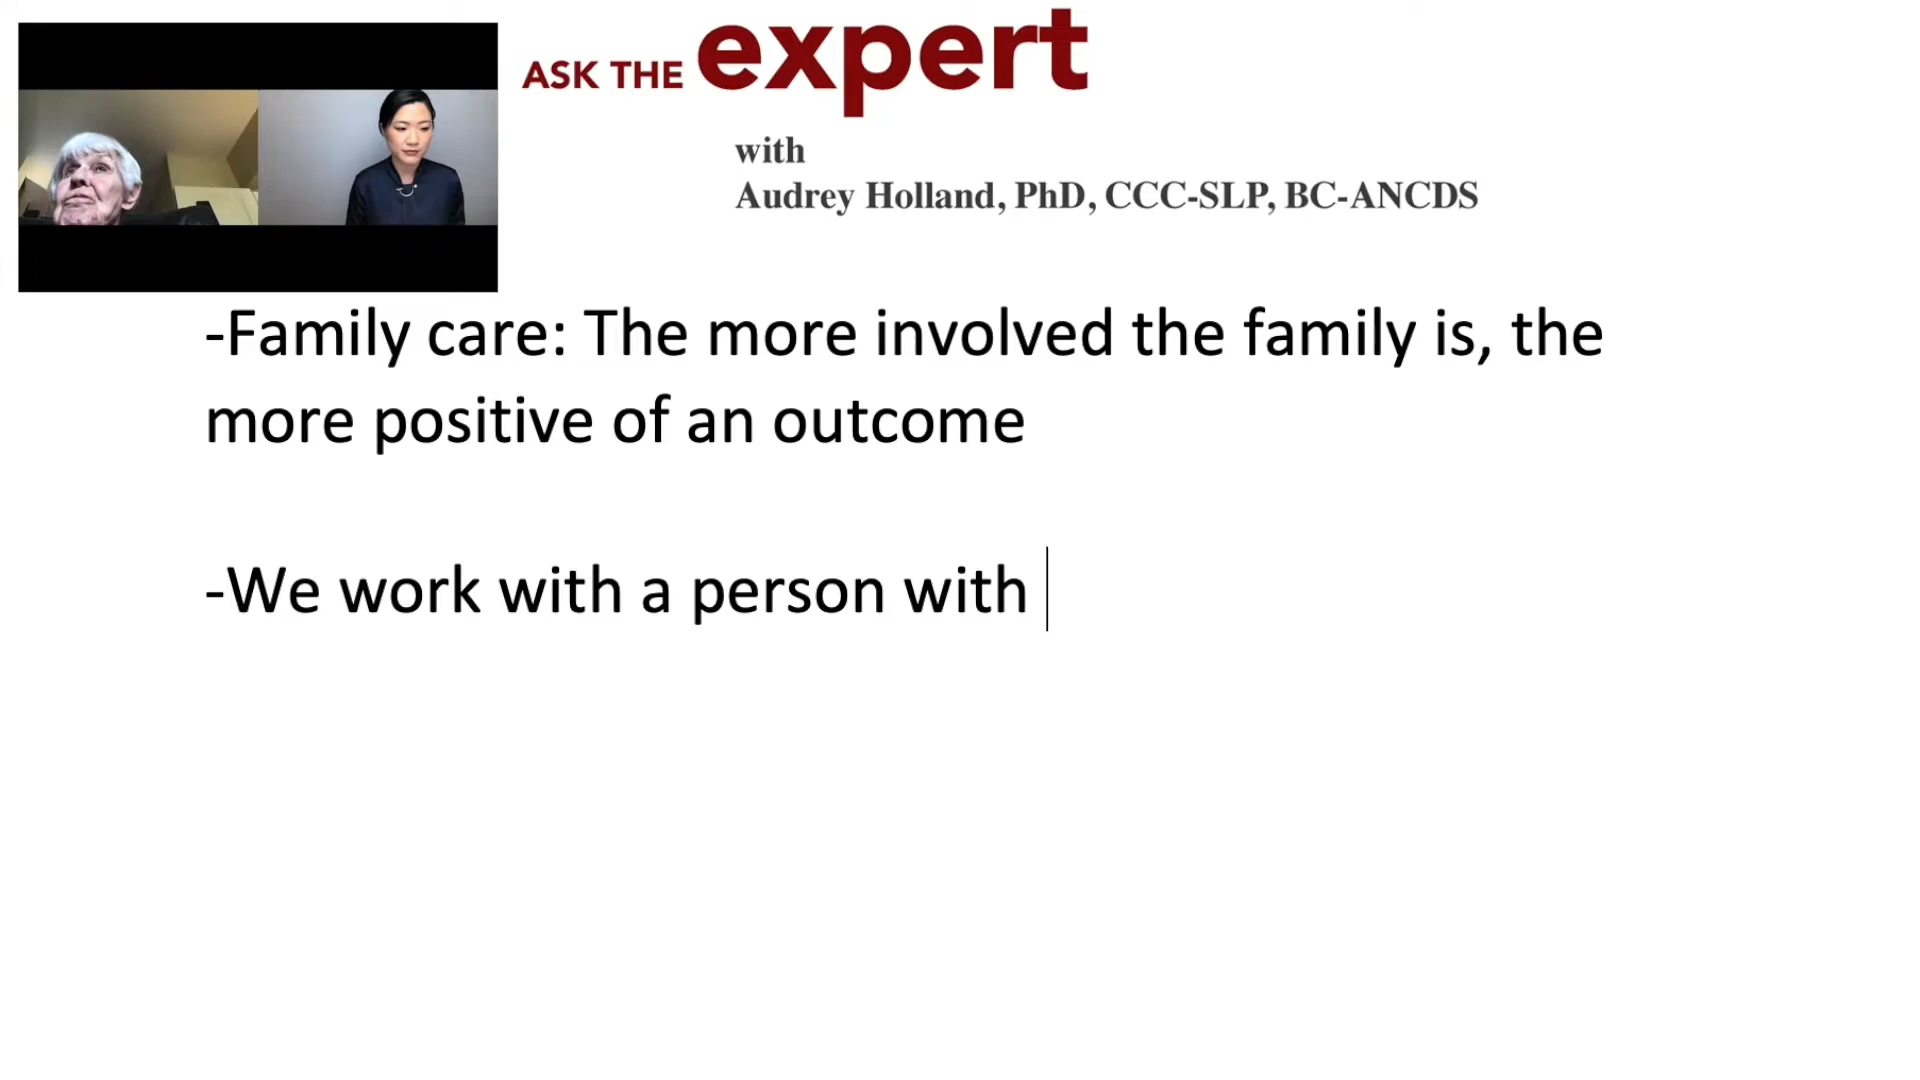 ASK THE expert
with
Audrey Holland, PhD, CCC-SLP, BC-ANCDS
-Family care: The more involved the family is, the
more positive of an outcome
-We work with a person with